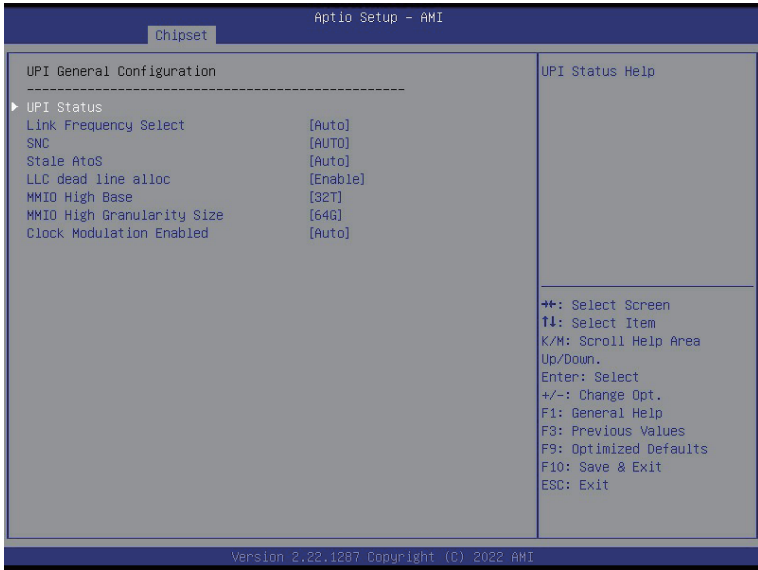 Aptio Setup – AMI
Chipset
UPI General Configuration
------------------------------------------------
UPI Status
Link Frequency Select [Auto]
SNC [AUTO]
Stale AtoS [Auto]
LLC dead line alloc [Enable]
MMIO High Base [32T]
MMIO High Granularity Size [64G]
Clock Modulation Enabled [Auto]
UPI Status Help
→←: Select Screen
↑↓: Select Item
K/M: Scroll Help Area
Up/Down.
Enter: Select
+/-: Change Opt.
F1: General Help
F3: Previous Values
F9: Optimized Defaults
F10: Save & Exit
ESC: Exit
Version 2.22.1287 Copyright (C) 2022 AMI